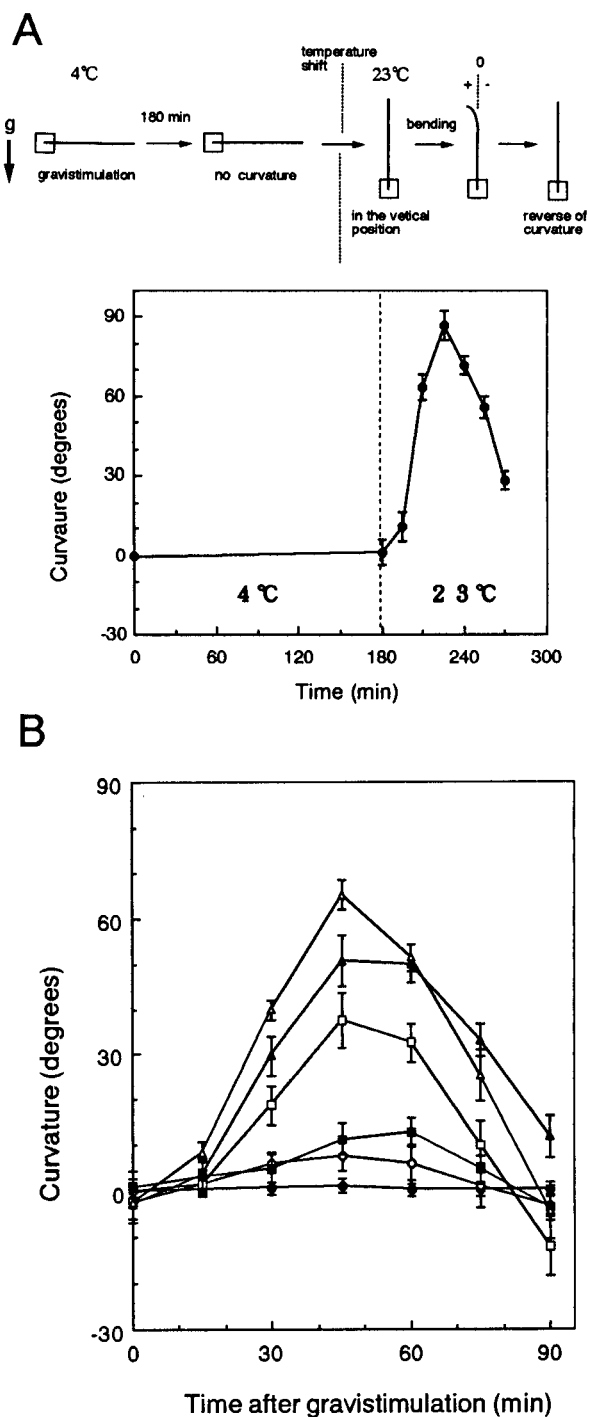 A
temperature
shift
4℃
23℃
0
+ -
g
180 min
bending
gravistimulation
no curvature
in the vetical
position
reverse of
curvature
90
60
30
0
-30
Curvaure (degrees)
4 ℃
2 3 ℃
0 60 120 180 240 300
Time (min)
B
90
60
30
0
-30
Curvature (degrees)
0 30 60 90
Time after gravistimulation (min)